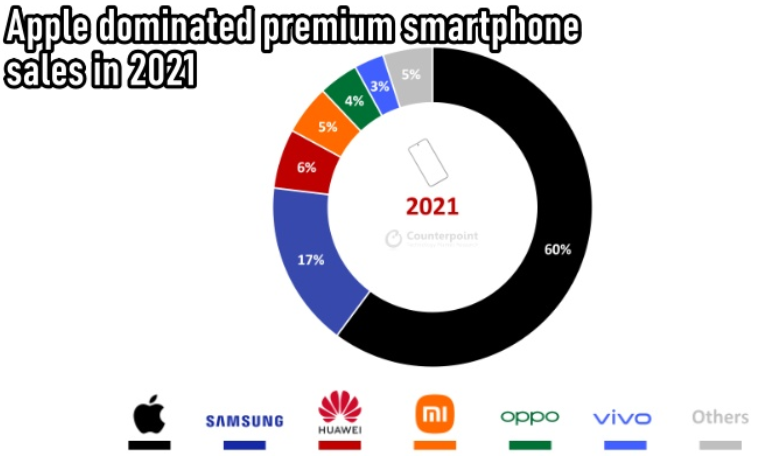 Apple dominated premium smartphone
sales in 2021
5%
3%
4%
5%
6%
2021
Counterpoint
60%
17%
SAMSUNG
HUAWEI
mi
oppo
vivo
Others